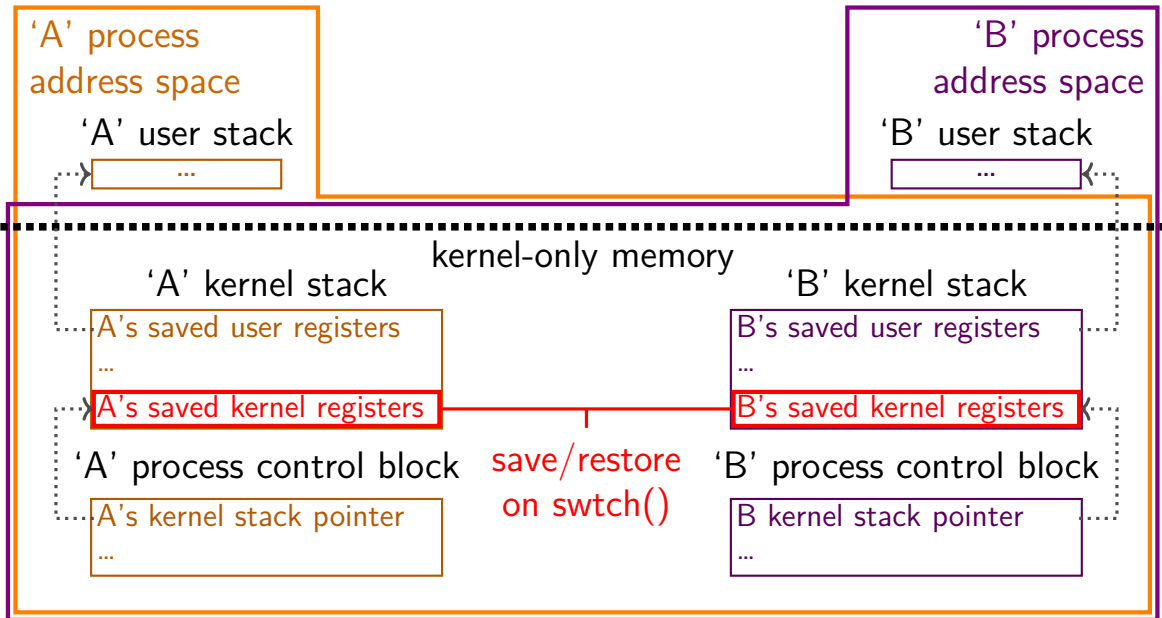 ‘A’ process
address space
‘B’ process
address space
‘A’ user stack
...
‘B’ user stack
...
kernel-only memory
‘A’ kernel stack
A's saved user registers
...
A's saved kernel registers
‘B’ kernel stack
B's saved user registers
...
B's saved kernel registers
save/restore
on swtch()
‘A’ process control block
A's kernel stack pointer
...
‘B’ process control block
B kernel stack pointer
...